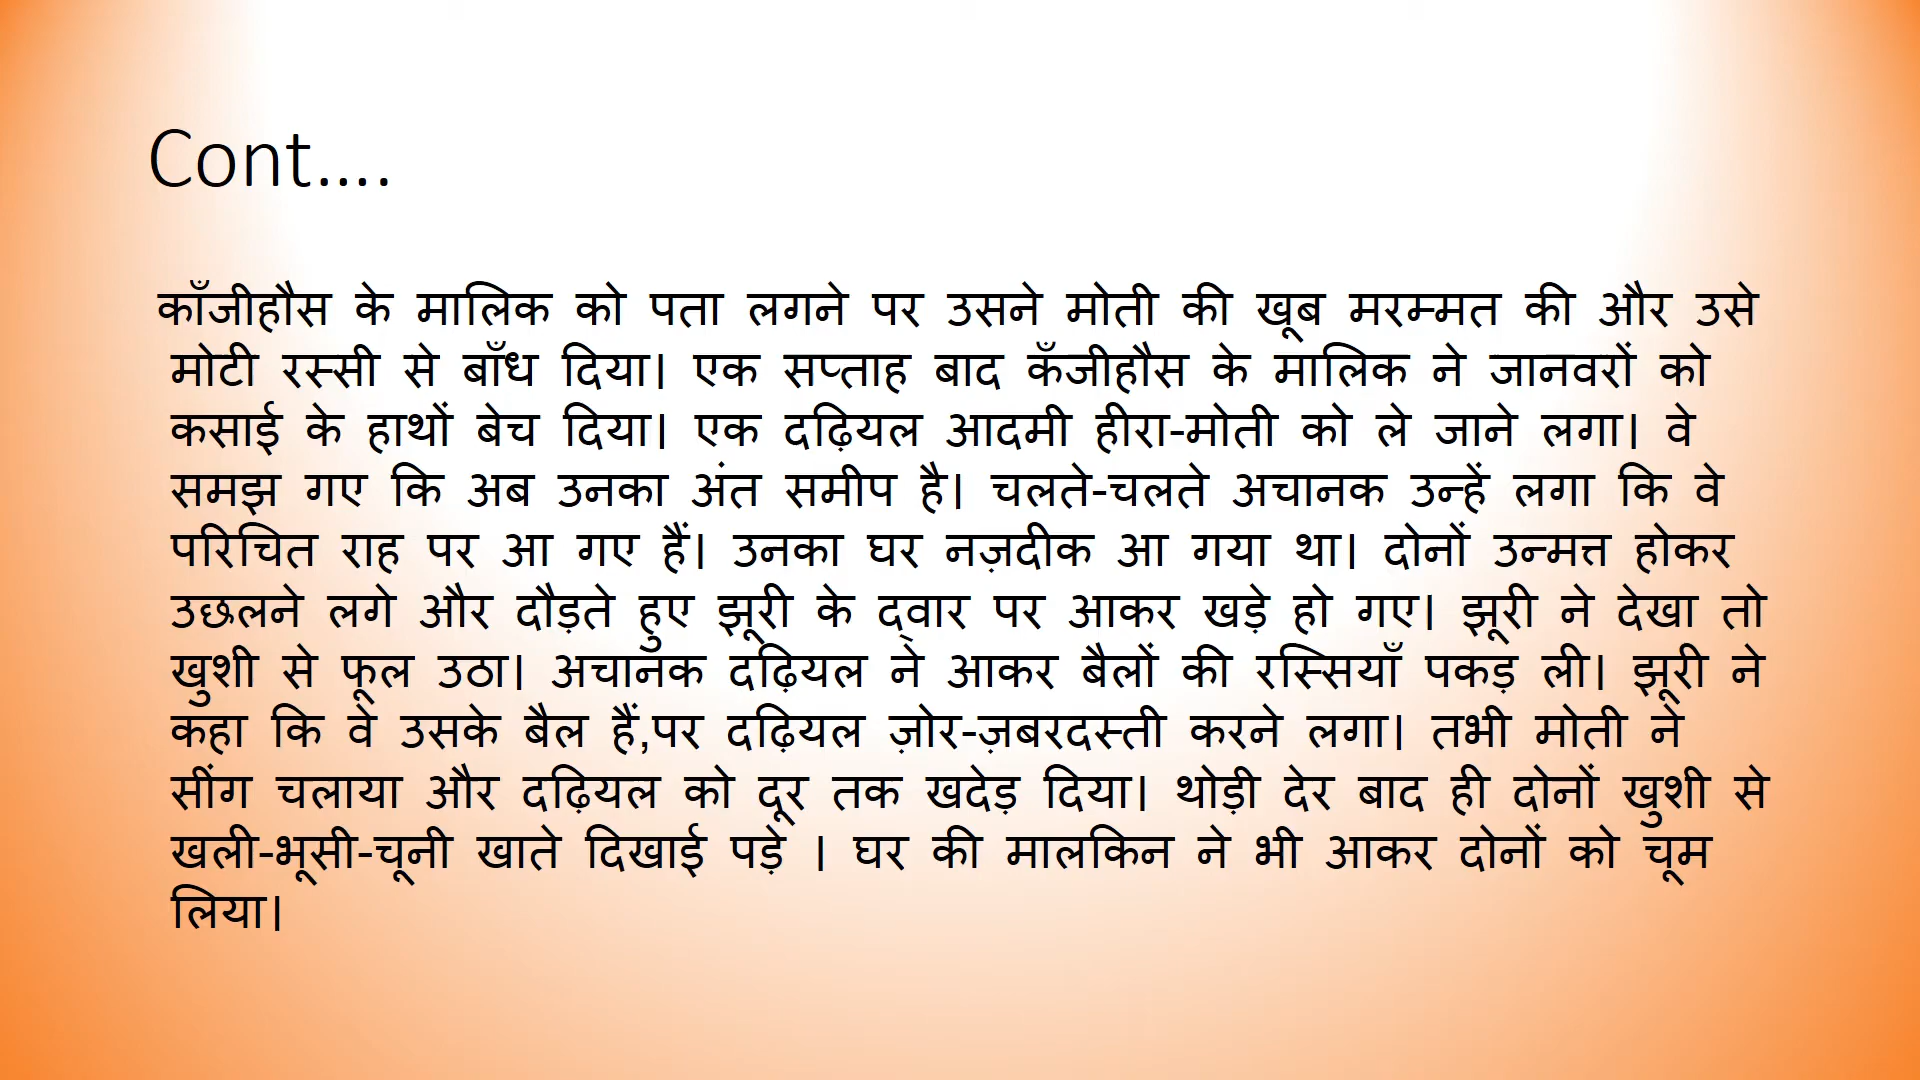 Cont….
काँजीहौस के मालिक को पता लगने पर उसने मोती की खूब मरम्मत की और उसे
मोटी रस्सी से बाँध दिया। एक सप्ताह बाद कँजीहौस के मालिक ने जानवरों को
कसाई के हाथों बेच दिया। एक दढ़ियल आदमी हीरा-मोती को ले जाने लगा। वे
समझ गए कि अब उनका अंत समीप है। चलते-चलते अचानक उन्हें लगा कि वे
परिचित राह पर आ गए हैं। उनका घर नज़दीक आ गया था। दोनों उन्मत्त होकर
उछलने लगे और दौड़ते हुए झूरी के द्वार पर आकर खड़े हो गए। झूरी ने देखा तो
खुशी से फूल उठा। अचानक दढ़ियल ने आकर बैलों की रस्सियाँ पकड़ ली। झूरी ने
कहा कि वे उसके बैल हैं,पर दढ़ियल ज़ोर-ज़बरदस्ती करने लगा। तभी मोती ने
सींग चलाया और दढ़ियल को दूर तक खदेड़ दिया। थोड़ी देर बाद ही दोनों खुशी से
खली-भूसी-चूनी खाते दिखाई पड़े । घर की मालकिन ने भी आकर दोनों को चूम
लिया।